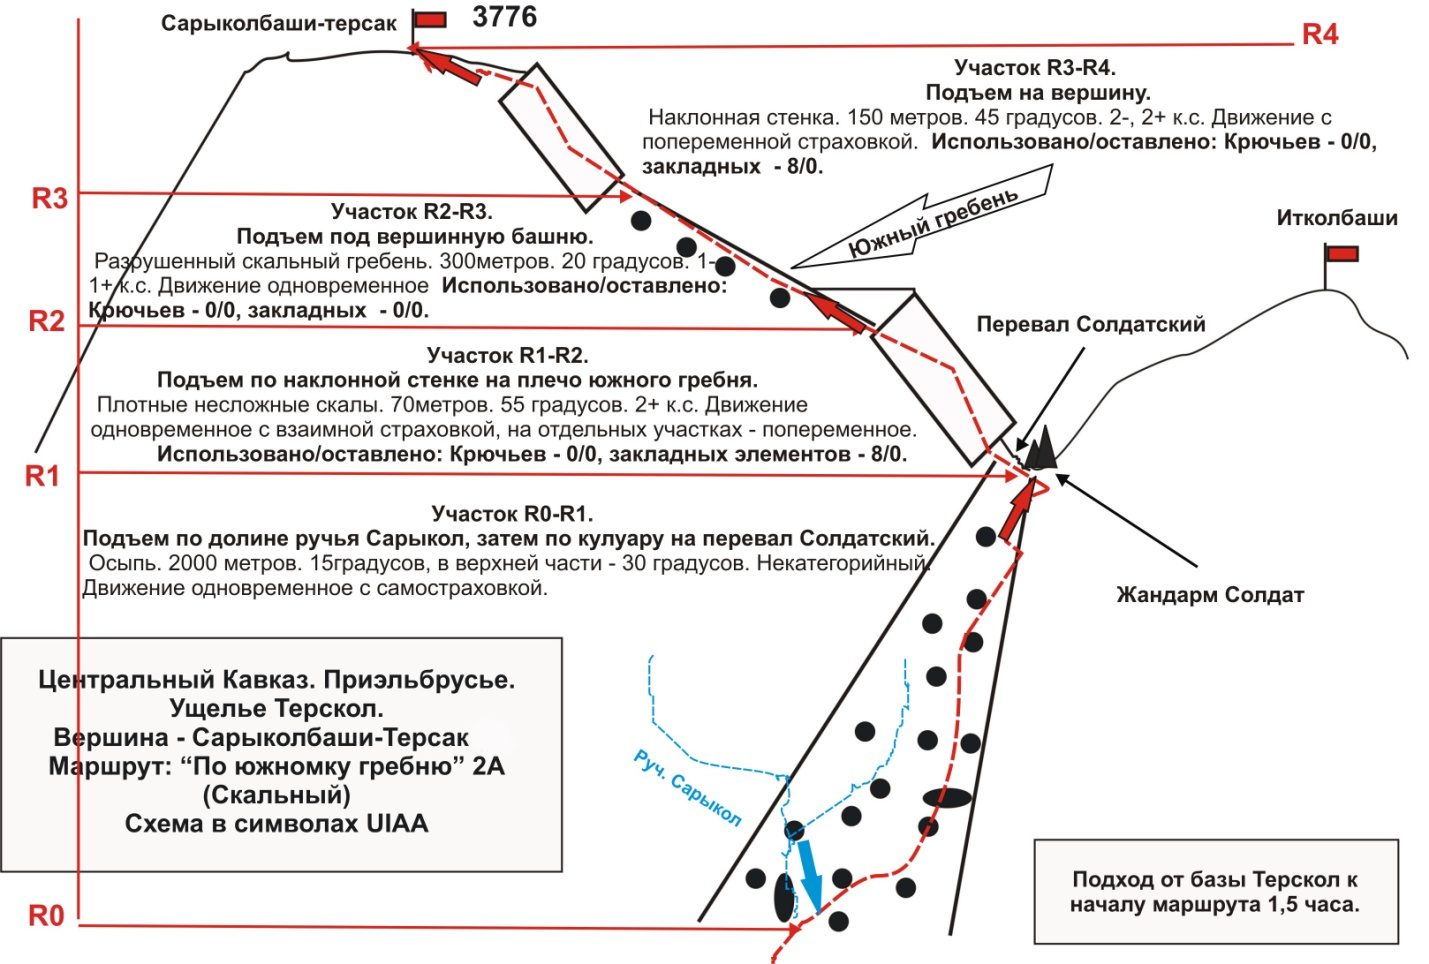 Сарыколбаши-терсак
3776
R4
Участок R3-R4.
Подъем на вершину.
Наклонная стенка. 150 метров. 45 градусов. 2-, 2+ к.с. Движение с
попеременной страховкой. Использовано/оставлено: Крючьев - 0/0,
закладных - 8/0.
R3
Южный гребень
Итколбаши
Участок R2-R3.
Подъем под вершинную башню.
Разрушенный скальный гребень. 300метров. 20 градусов. 1-
1+ к.с. Движение одновременное Использовано/оставлено:
Крючьев - 0/0, закладных - 0/0.
R2
Перевал Солдатский
Участок R1-R2.
Подъем по наклонной стенке на плечо южного гребня.
Плотные несложные скалы. 70метров. 55 градусов. 2+ к.с. Движение
одновременное с взаимной страховкой, на отдельных участках - попеременное.
Использовано/оставлено: Крючьев - 0/0, закладных элементов - 8/0.
R1
Участок R0-R1.
Подъем по долине ручья Сарыкол, затем по кулуару на перевал Солдатский.
Осыпь. 2000 метров. 15градусов, в верхней части - 30 градусов. Некатегорийный.
Движение одновременное с самостраховкой.
Жандарм Солдат
Центральный Кавказ. Приэльбрусье.
Ущелье Терскол.
Вершина - Сарыколбаши-Терсак
Маршрут: “По южномку гребню” 2А
(Скальный)
Схема в символах UIAA
Руч. Сарыкол
Подход от базы Терскол к
началу маршрута 1,5 часа.
R0